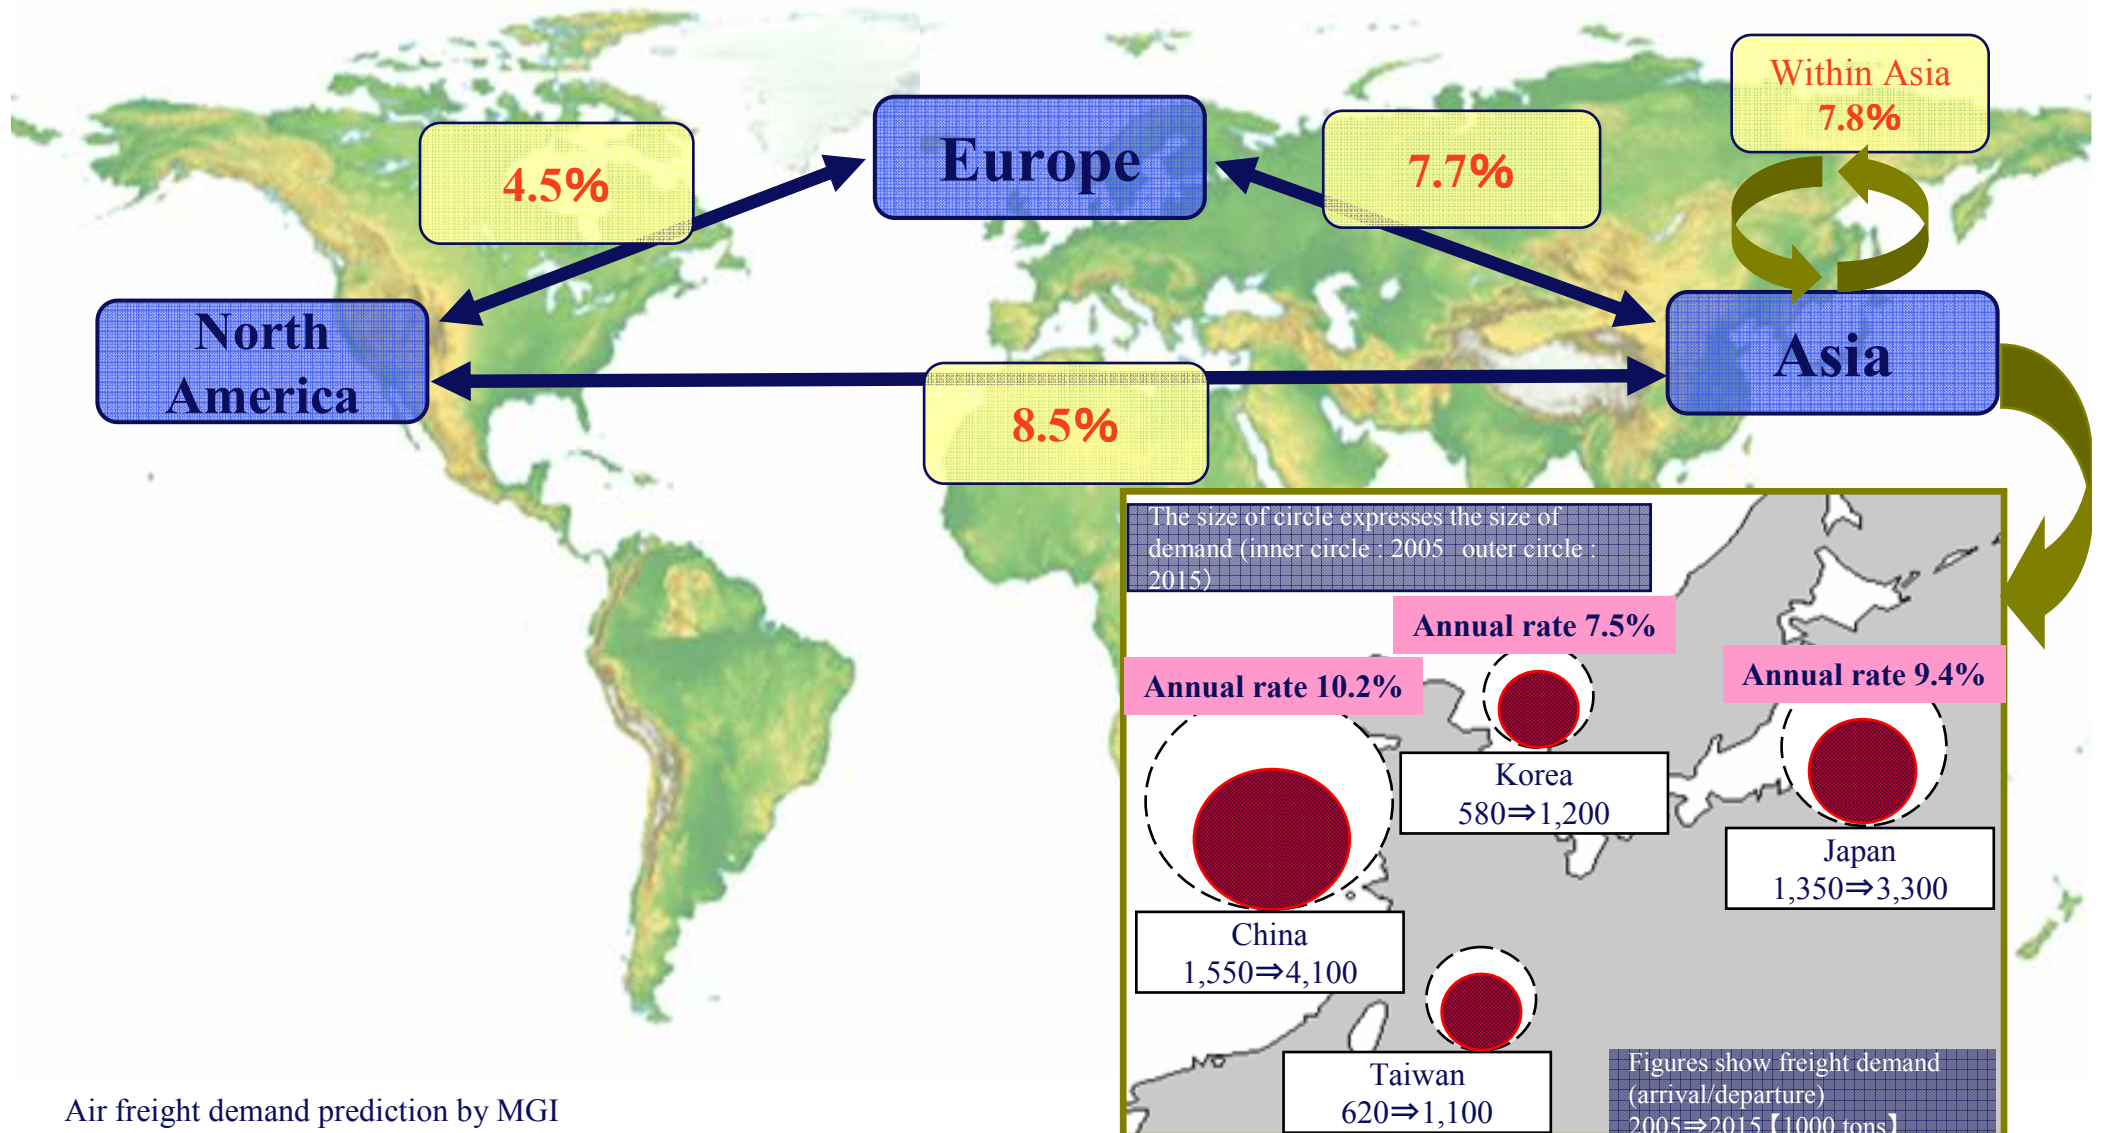 Within Asia
7.8%
Europe
4.5%
7.7%
North
America
Asia
8.5%
The size of circle expresses the size of
demand (inner circle : 2005 outer circle :
2015)
Annual rate 7.5%
Annual rate 10.2%
Annual rate 9.4%
Korea
580⇒1,200
Japan
1,350⇒3,300
China
1,550⇒4,100
Taiwan
620⇒1,100
Figures show freight demand
(arrival/departure)
2005⇒2015【1000 tons】
Air freight demand prediction by MGI